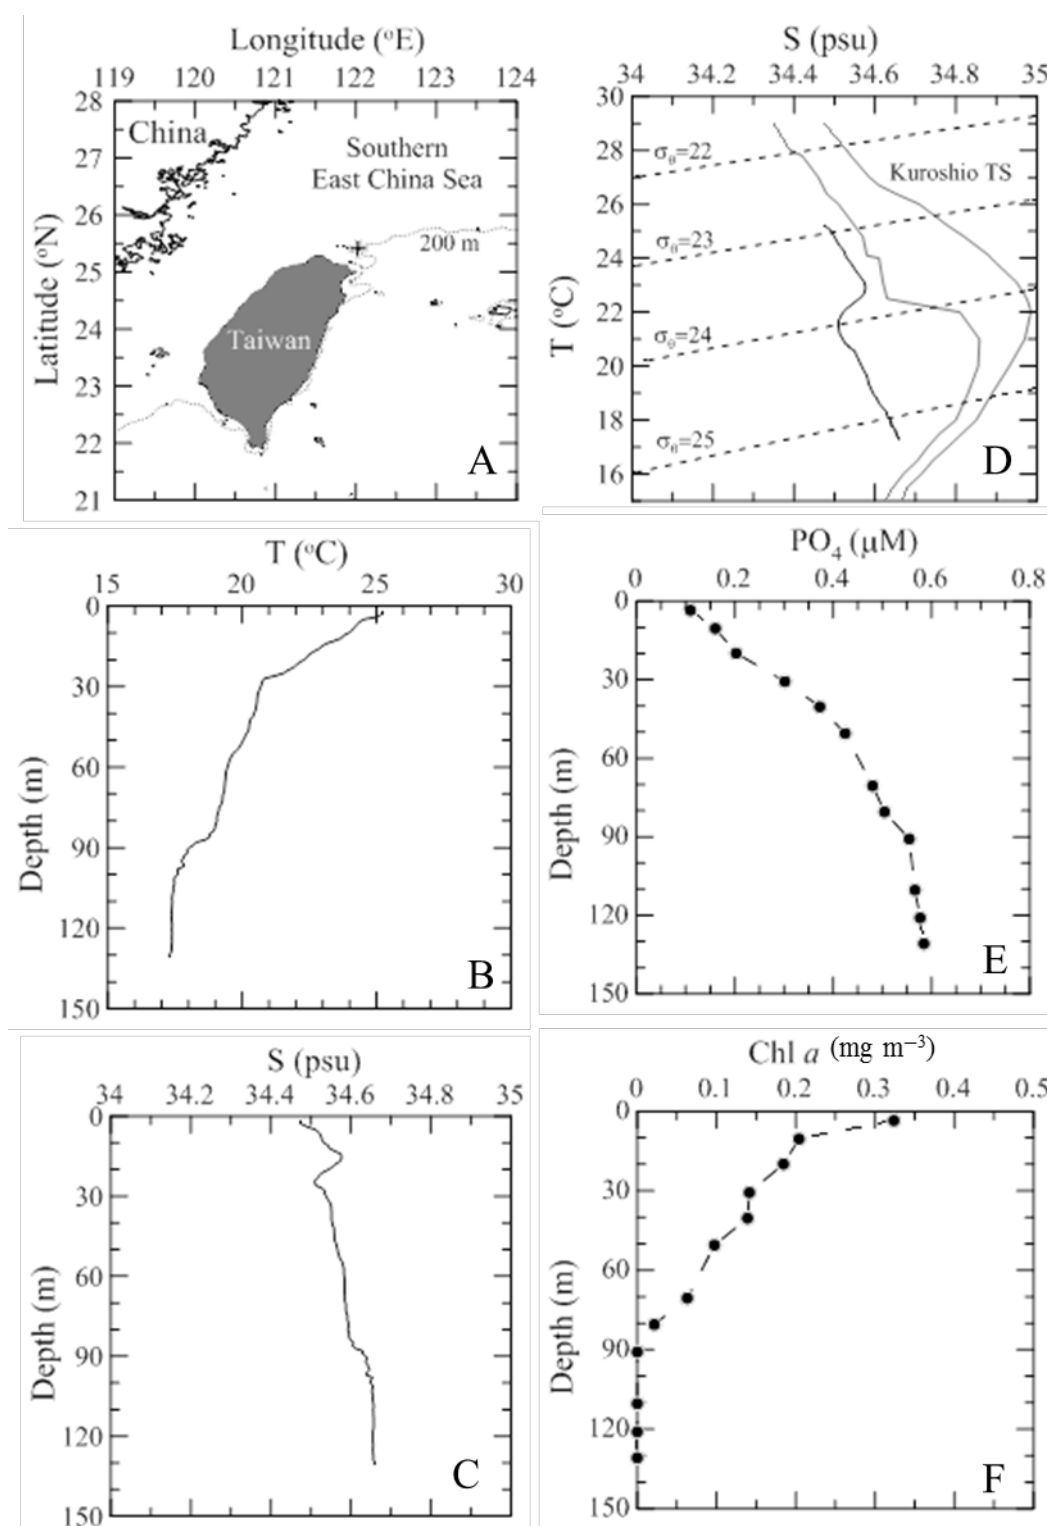 Longitude (°E)
119 120 121 122 123 124
28
27
26
25
24
23
22
21
Latitude (°N)
China
Southern
East China Sea
200 m
Taiwan
A
S (psu)
34 34.2 34.4 34.6 34.8 35
30
28
26
24
22
20
18
16
T (°C)
σθ=22
Kuroshio TS
σθ=23
σθ=24
σθ=25
D
T (°C)
15 20 25 30
0
30
60
90
120
150
Depth (m)
B
PO₄ (μM)
0 0.2 0.4 0.6 0.8
0
30
60
90
120
150
Depth (m)
E
S (psu)
34 34.2 34.4 34.6 34.8 35
0
30
60
90
120
Depth (m)
C
Chl a (mg m⁻³)
0 0.1 0.2 0.3 0.4 0.5
0
30
60
90
120
150
Depth (m)
F